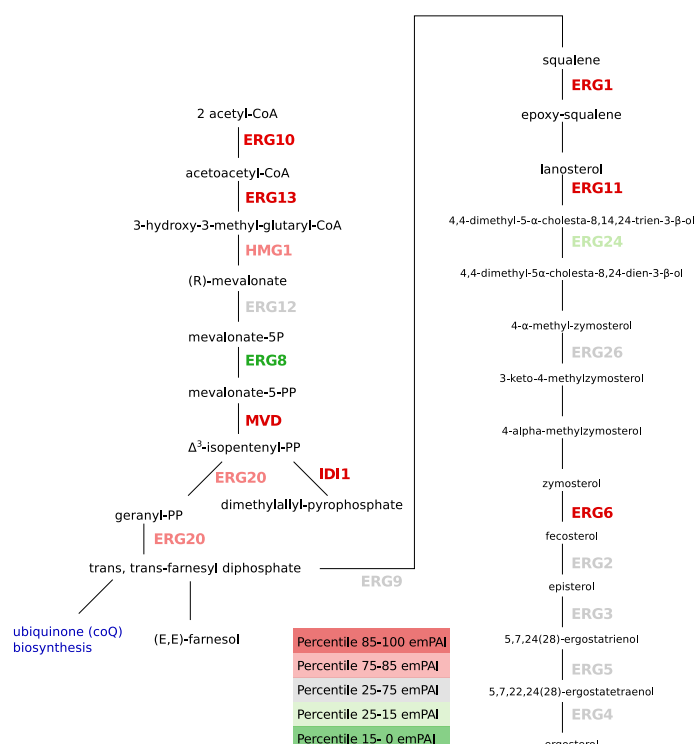 2 acetyl-CoA
ERG10
acetoacetyl-CoA
ERG13
3-hydroxy-3-methyl-glutaryl-CoA
HMG1
(R)-mevalonate
ERG12
mevalonate-5P
ERG8
mevalonate-5-PP
MVD
Δ³-isopentenyl-PP
ERG20
IDI1
dimethylallyl-pyrophosphate
geranyl-PP
ERG20
trans, trans-farnesyl diphosphate
ERG9
ubiquinone (coQ)
biosynthesis
(E,E)-farnesol
squalene
ERG1
epoxy-squalene
lanosterol
ERG11
4,4-dimethyl-5-α-cholesta-8,14,24-trien-3-β-ol
ERG24
4,4-dimethyl-5α-cholesta-8,24-dien-3-β-ol
4-α-methyl-zymosterol
ERG26
3-keto-4-methylzymosterol
4-alpha-methylzymosterol
zymosterol
ERG6
fecosterol
ERG2
episterol
ERG3
5,7,24(28)-ergostatrienol
ERG5
5,7,22,24(28)-ergostatetraenol
ERG4
ergosterol
Percentile 85-100 emPAI
Percentile 75-85 emPAI
Percentile 25-75 emPAI
Percentile 25-15 emPAI
Percentile 15- 0 emPAI